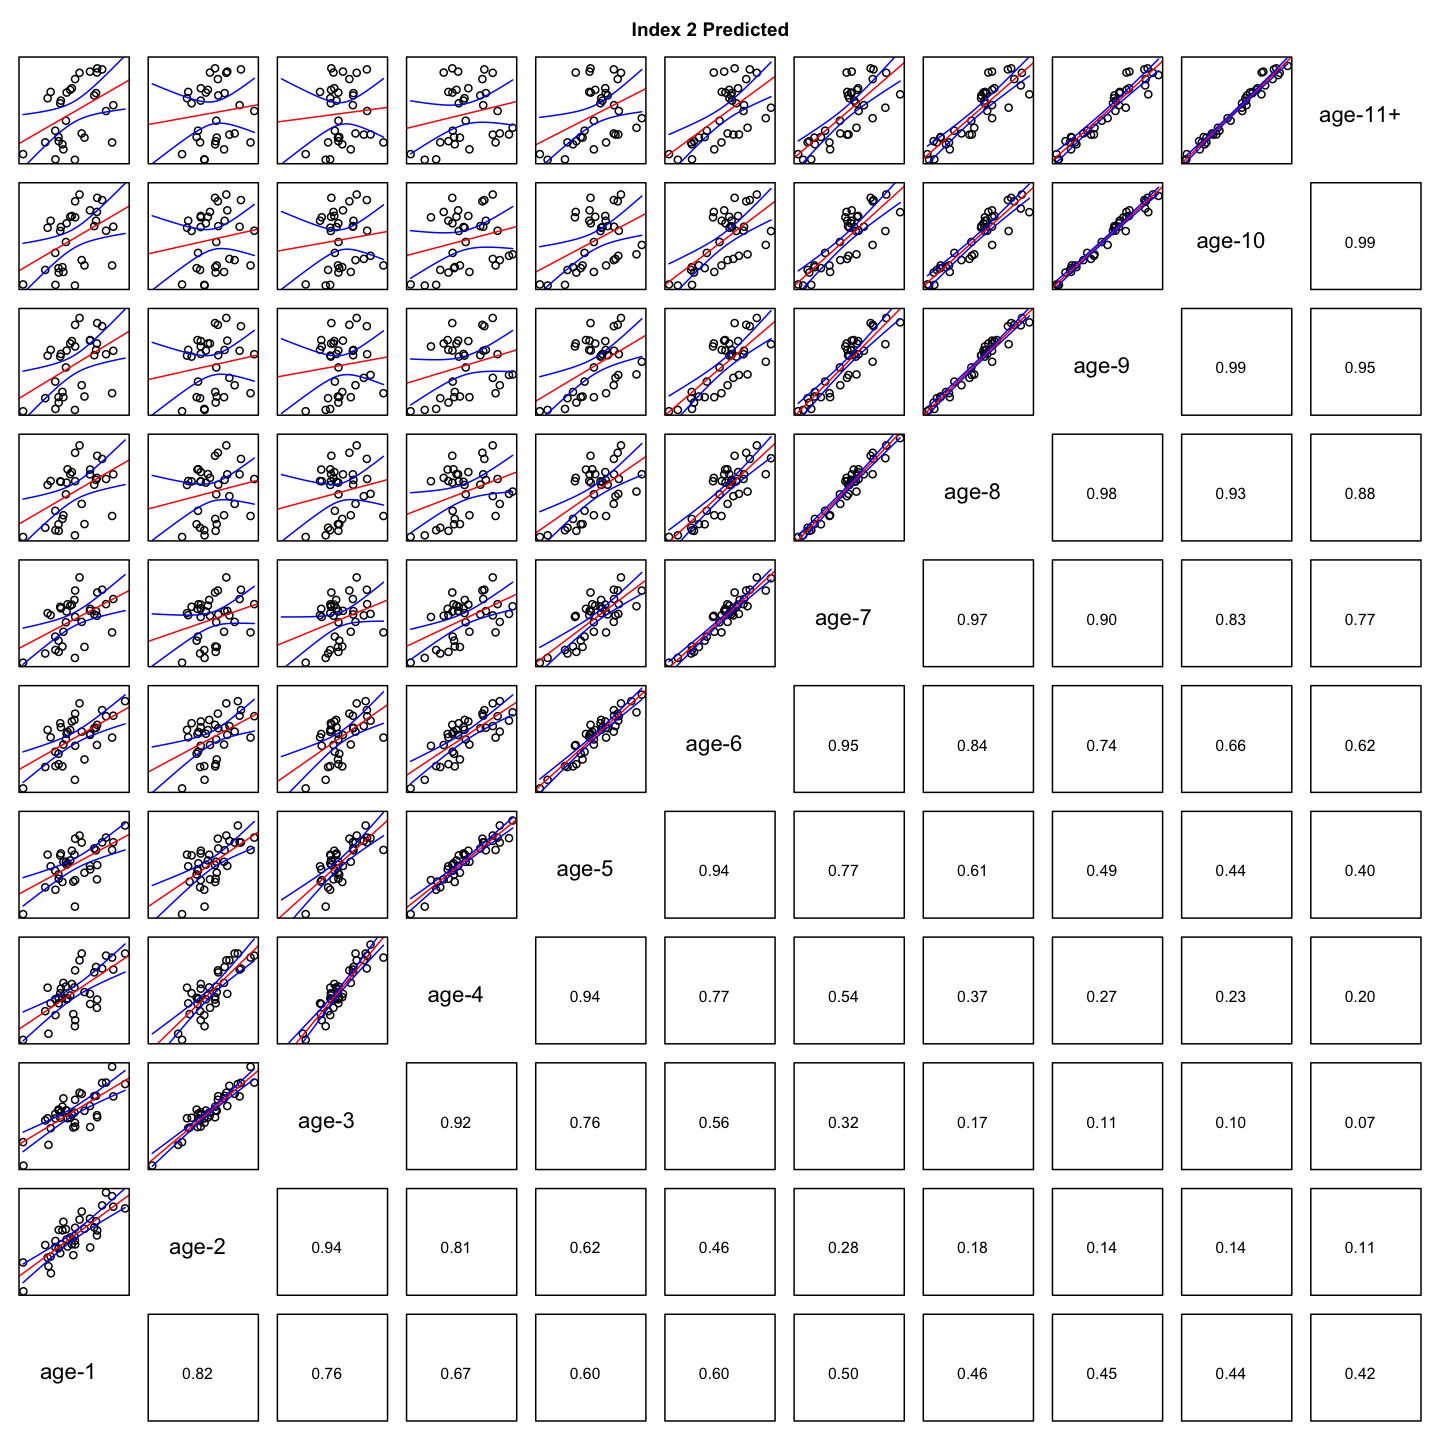 Index 2 Predicted
age-11+
age-10 0.99
age-9 0.99 0.95
age-8 0.98 0.93 0.88
age-7 0.97 0.90 0.83 0.77
age-6 0.95 0.84 0.74 0.66 0.62
age-5 0.94 0.77 0.61 0.49 0.44 0.40
age-4 0.94 0.77 0.54 0.37 0.27 0.23 0.20
age-3 0.92 0.76 0.56 0.32 0.17 0.11 0.10 0.07
age-2 0.94 0.81 0.62 0.46 0.28 0.18 0.14 0.14 0.11
age-1 0.82 0.76 0.67 0.60 0.60 0.50 0.46 0.45 0.44 0.42